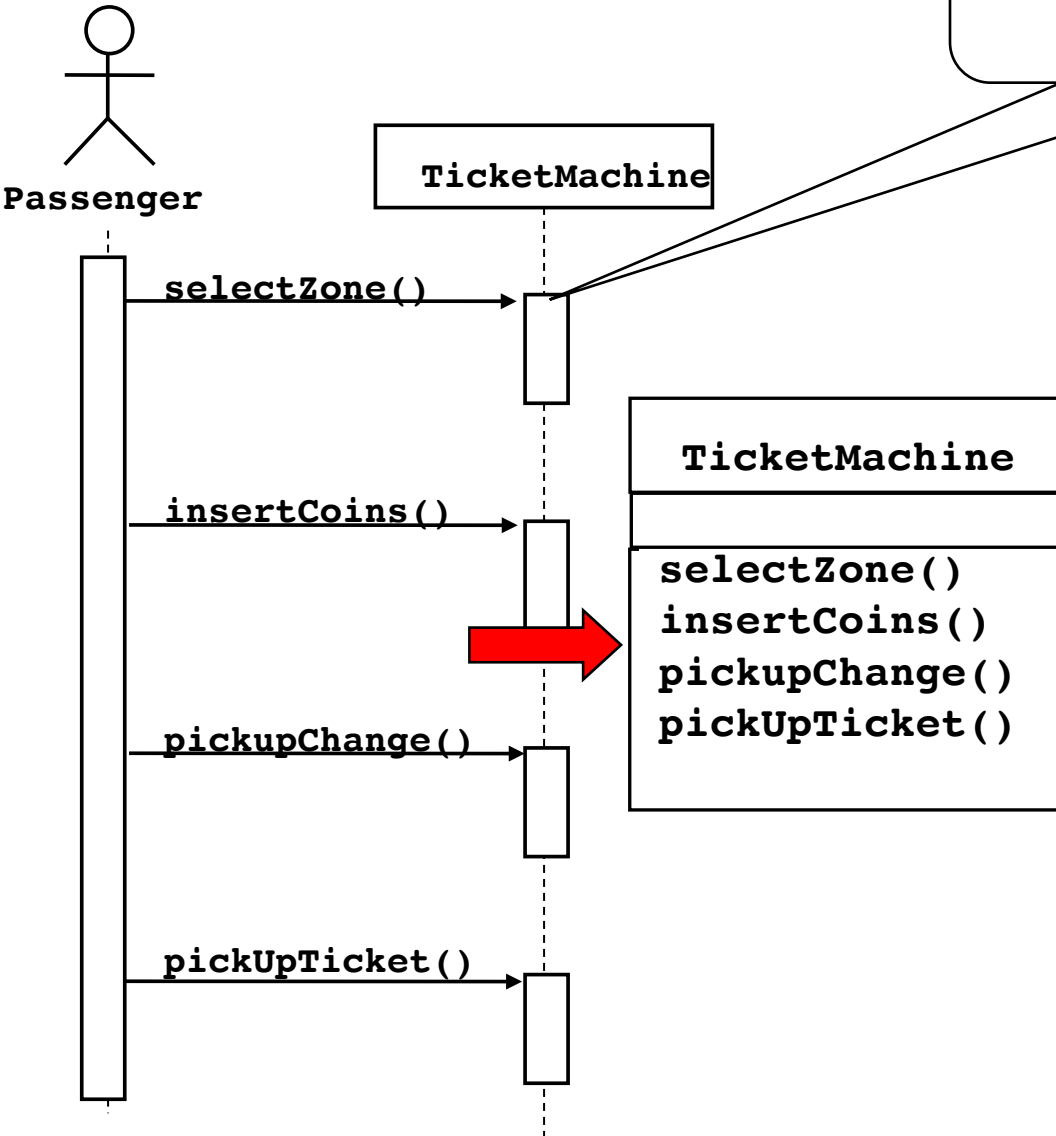 TicketMachine
Passenger
selectZone()
insertCoins()
TicketMachine
selectZone()
insertCoins()
pickupChange()
pickUpTicket()
pickupChange()
pickUpTicket()